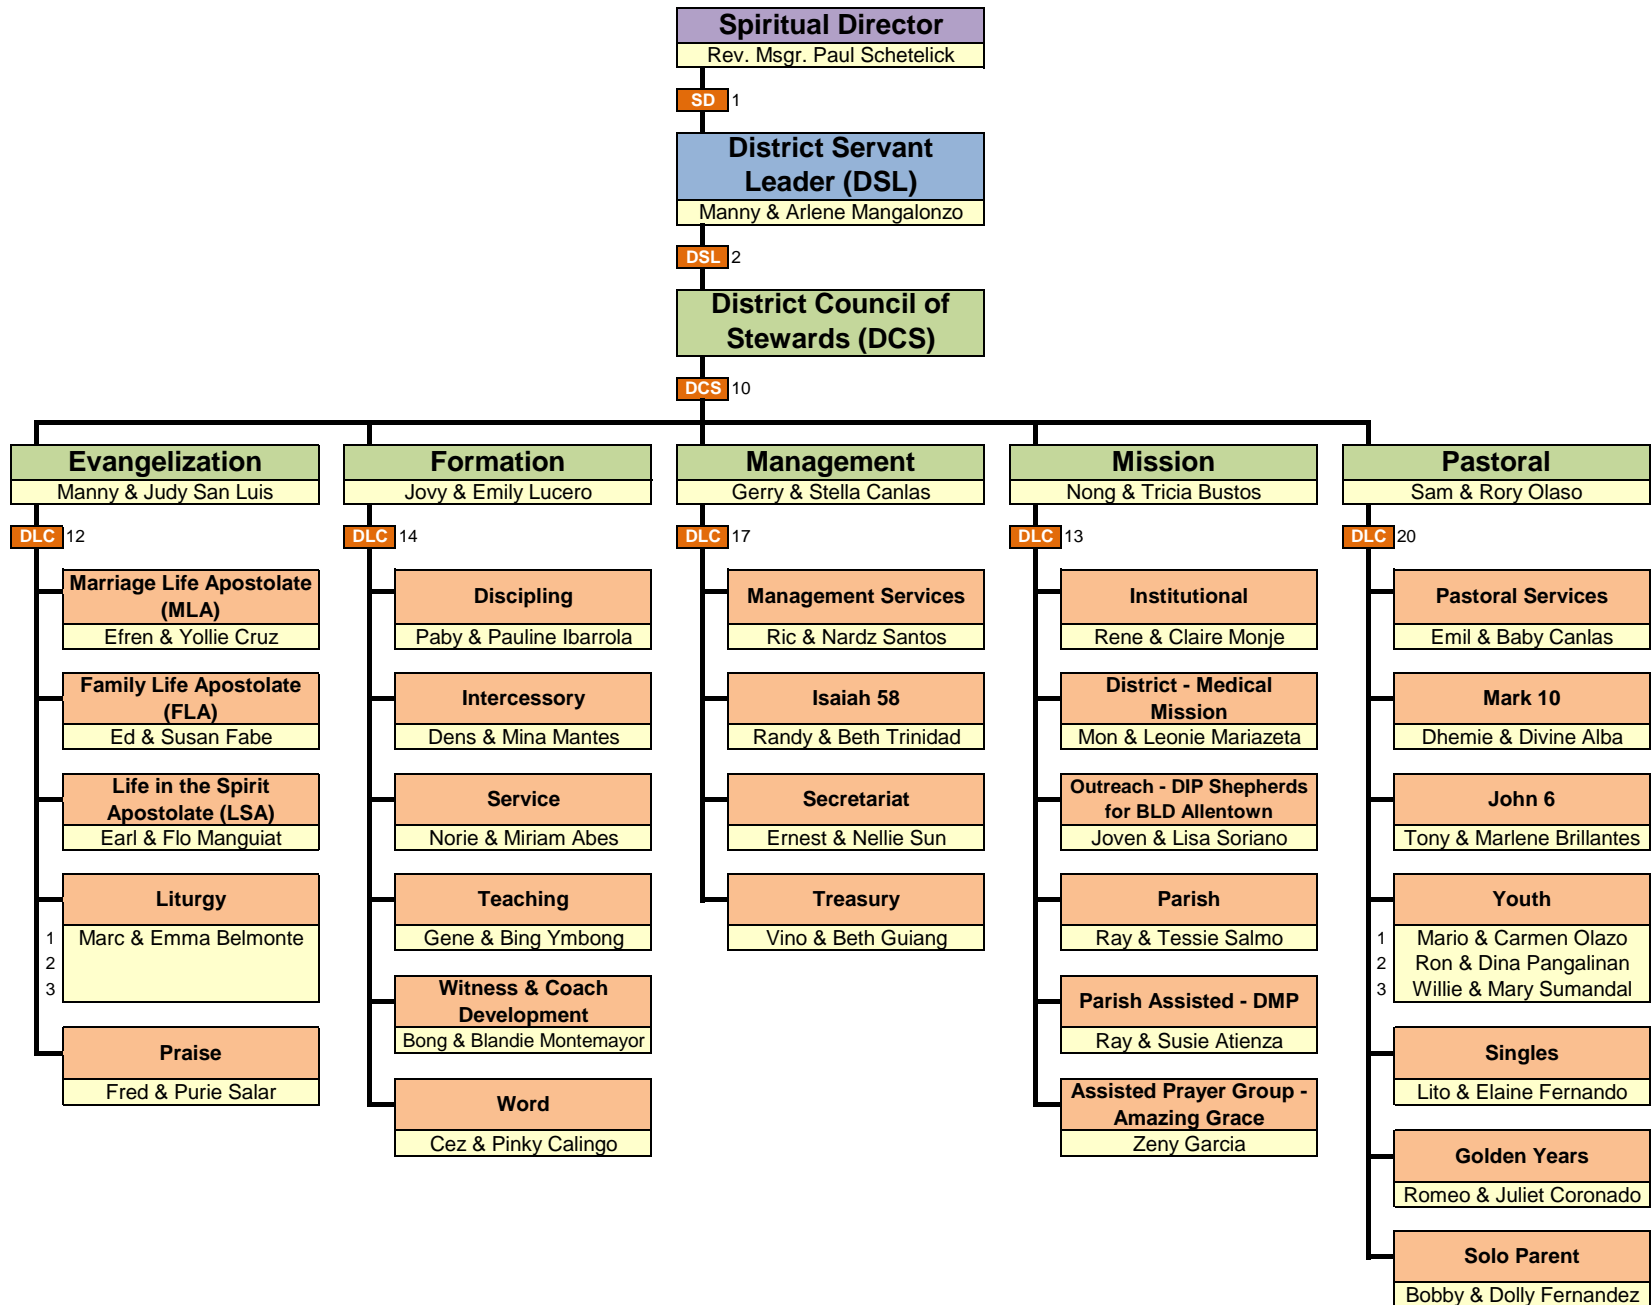 Spiritual Director
Rev. Msgr. Paul Schetelick
SD 1
District Servant
Leader (DSL)
Manny & Arlene Mangalonzo
DSL 2
District Council of
Stewards (DCS)
DCS 10
Evangelization
Manny & Judy San Luis
DLC 12
Marriage Life Apostolate
(MLA)
Efren & Yollie Cruz
Family Life Apostolate
(FLA)
Ed & Susan Fabe
Life in the Spirit
Apostolate (LSA)
Earl & Flo Manguiat
Liturgy
1 Marc & Emma Belmonte
2
3
Praise
Fred & Purie Salar
Formation
Jovy & Emily Lucero
DLC 14
Discipling
Paby & Pauline Ibarrola
Intercessory
Dens & Mina Mantes
Service
Norie & Miriam Abes
Teaching
Gene & Bing Ymbong
Witness & Coach
Development
Bong & Blandie Montemayor
Word
Cez & Pinky Calingo
Management
Gerry & Stella Canlas
DLC 17
Management Services
Ric & Nardz Santos
Isaiah 58
Randy & Beth Trinidad
Secretariat
Ernest & Nellie Sun
Treasury
Vino & Beth Guiang
Mission
Nong & Tricia Bustos
DLC 13
Institutional
Rene & Claire Monje
District - Medical
Mission
Mon & Leonie Mariazeta
Outreach - DIP Shepherds
for BLD Allentown
Joven & Lisa Soriano
Parish
Ray & Tessie Salmo
Parish Assisted - DMP
Ray & Susie Atienza
Assisted Prayer Group -
Amazing Grace
Zeny Garcia
Pastoral
Sam & Rory Olaso
DLC 20
Pastoral Services
Emil & Baby Canlas
Mark 10
Dhemie & Divine Alba
John 6
Tony & Marlene Brillantes
Youth
1 Mario & Carmen Olazo
2 Ron & Dina Pangalinan
3 Willie & Mary Sumandal
Singles
Lito & Elaine Fernando
Golden Years
Romeo & Juliet Coronado
Solo Parent
Bobby & Dolly Fernandez